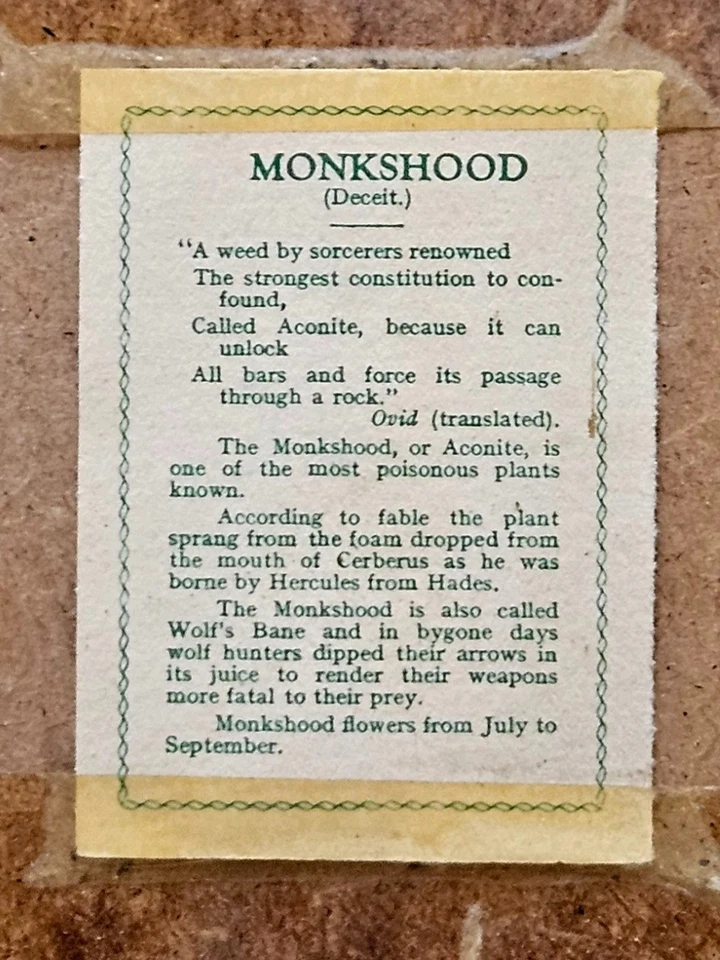 MONKSHOOD
(Deceit.)
“A weed by sorcerers renowned
The strongest constitution to con-
found,
Called Aconite, because it can
unlock
All bars and force its passage
through a rock.”
Ovid (translated).
The Monkshood, or Aconite, is
one of the most poisonous plants
known.
According to fable the plant
sprang from the foam dropped from
the mouth of Cerberus as he was
borne by Hercules from Hades.
The Monkshood is also called
Wolf's Bane and in bygone days
wolf hunters dipped their arrows in
its juice to render their weapons
more fatal to their prey.
Monkshood flowers from July to
September.